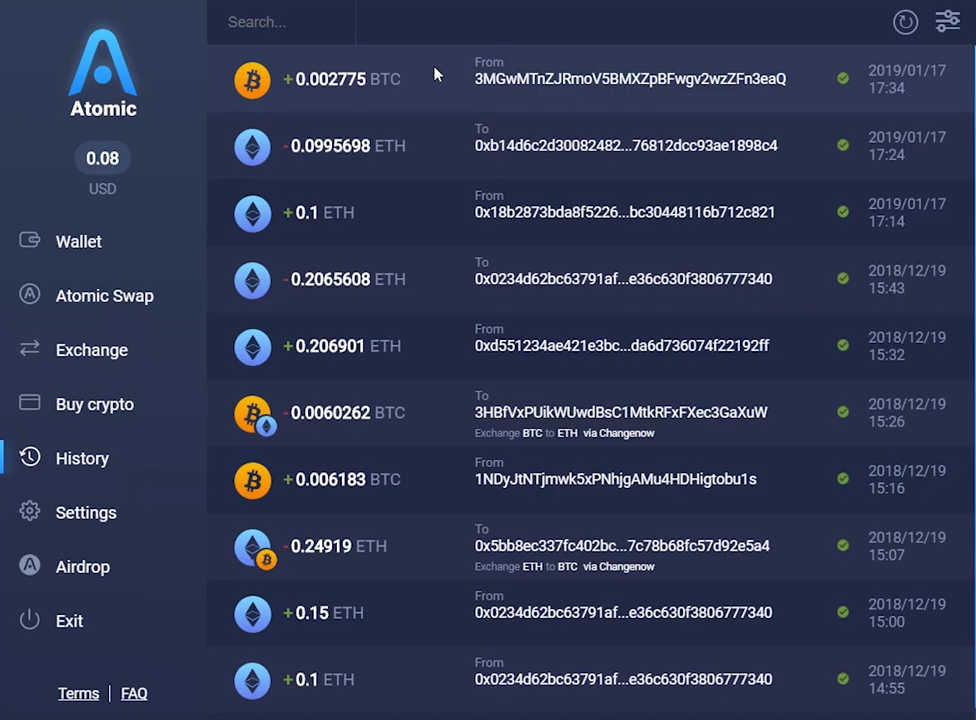 Search...
Atomic
0.08
USD
Wallet
Atomic Swap
Exchange
Buy crypto
History
Settings
Airdrop
Exit
Terms | FAQ
+0.002775 BTC
From
3MGwMTnZJRmoV5BMXZpBFwgv2wzZFn3eaQ
2019/01/17
17:34
-0.0995698 ETH
To
0xb14d6c2d30082482...76812dcc93ae1898c4
2019/01/17
17:24
+0.1 ETH
From
0x18b2873bda8f5226...bc30448116b712c821
2019/01/17
17:14
-0.2065608 ETH
To
0x0234d62bc63791af...e36c630f3806777340
2018/12/19
15:43
+0.206901 ETH
From
0xd551234ae421e3bc...da6d736074f22192ff
2018/12/19
15:32
-0.0060262 BTC
To
3HBfVxPUikWUwdBsC1MtkRFxFXec3GaXuW
Exchange BTC to ETH via Changenow
2018/12/19
15:26
+0.006183 BTC
From
1NDyJtNTjmwk5xPNhjgAMu4HDHigtobu1s
2018/12/19
15:16
-0.24919 ETH
To
0x5bb8ec337fc402bc...7c78b68fc57d92e5a4
Exchange ETH to BTC via Changenow
2018/12/19
15:07
+0.15 ETH
From
0x0234d62bc63791af...e36c630f3806777340
2018/12/19
15:00
+0.1 ETH
From
0x0234d62bc63791af...e36c630f3806777340
2018/12/19
14:55